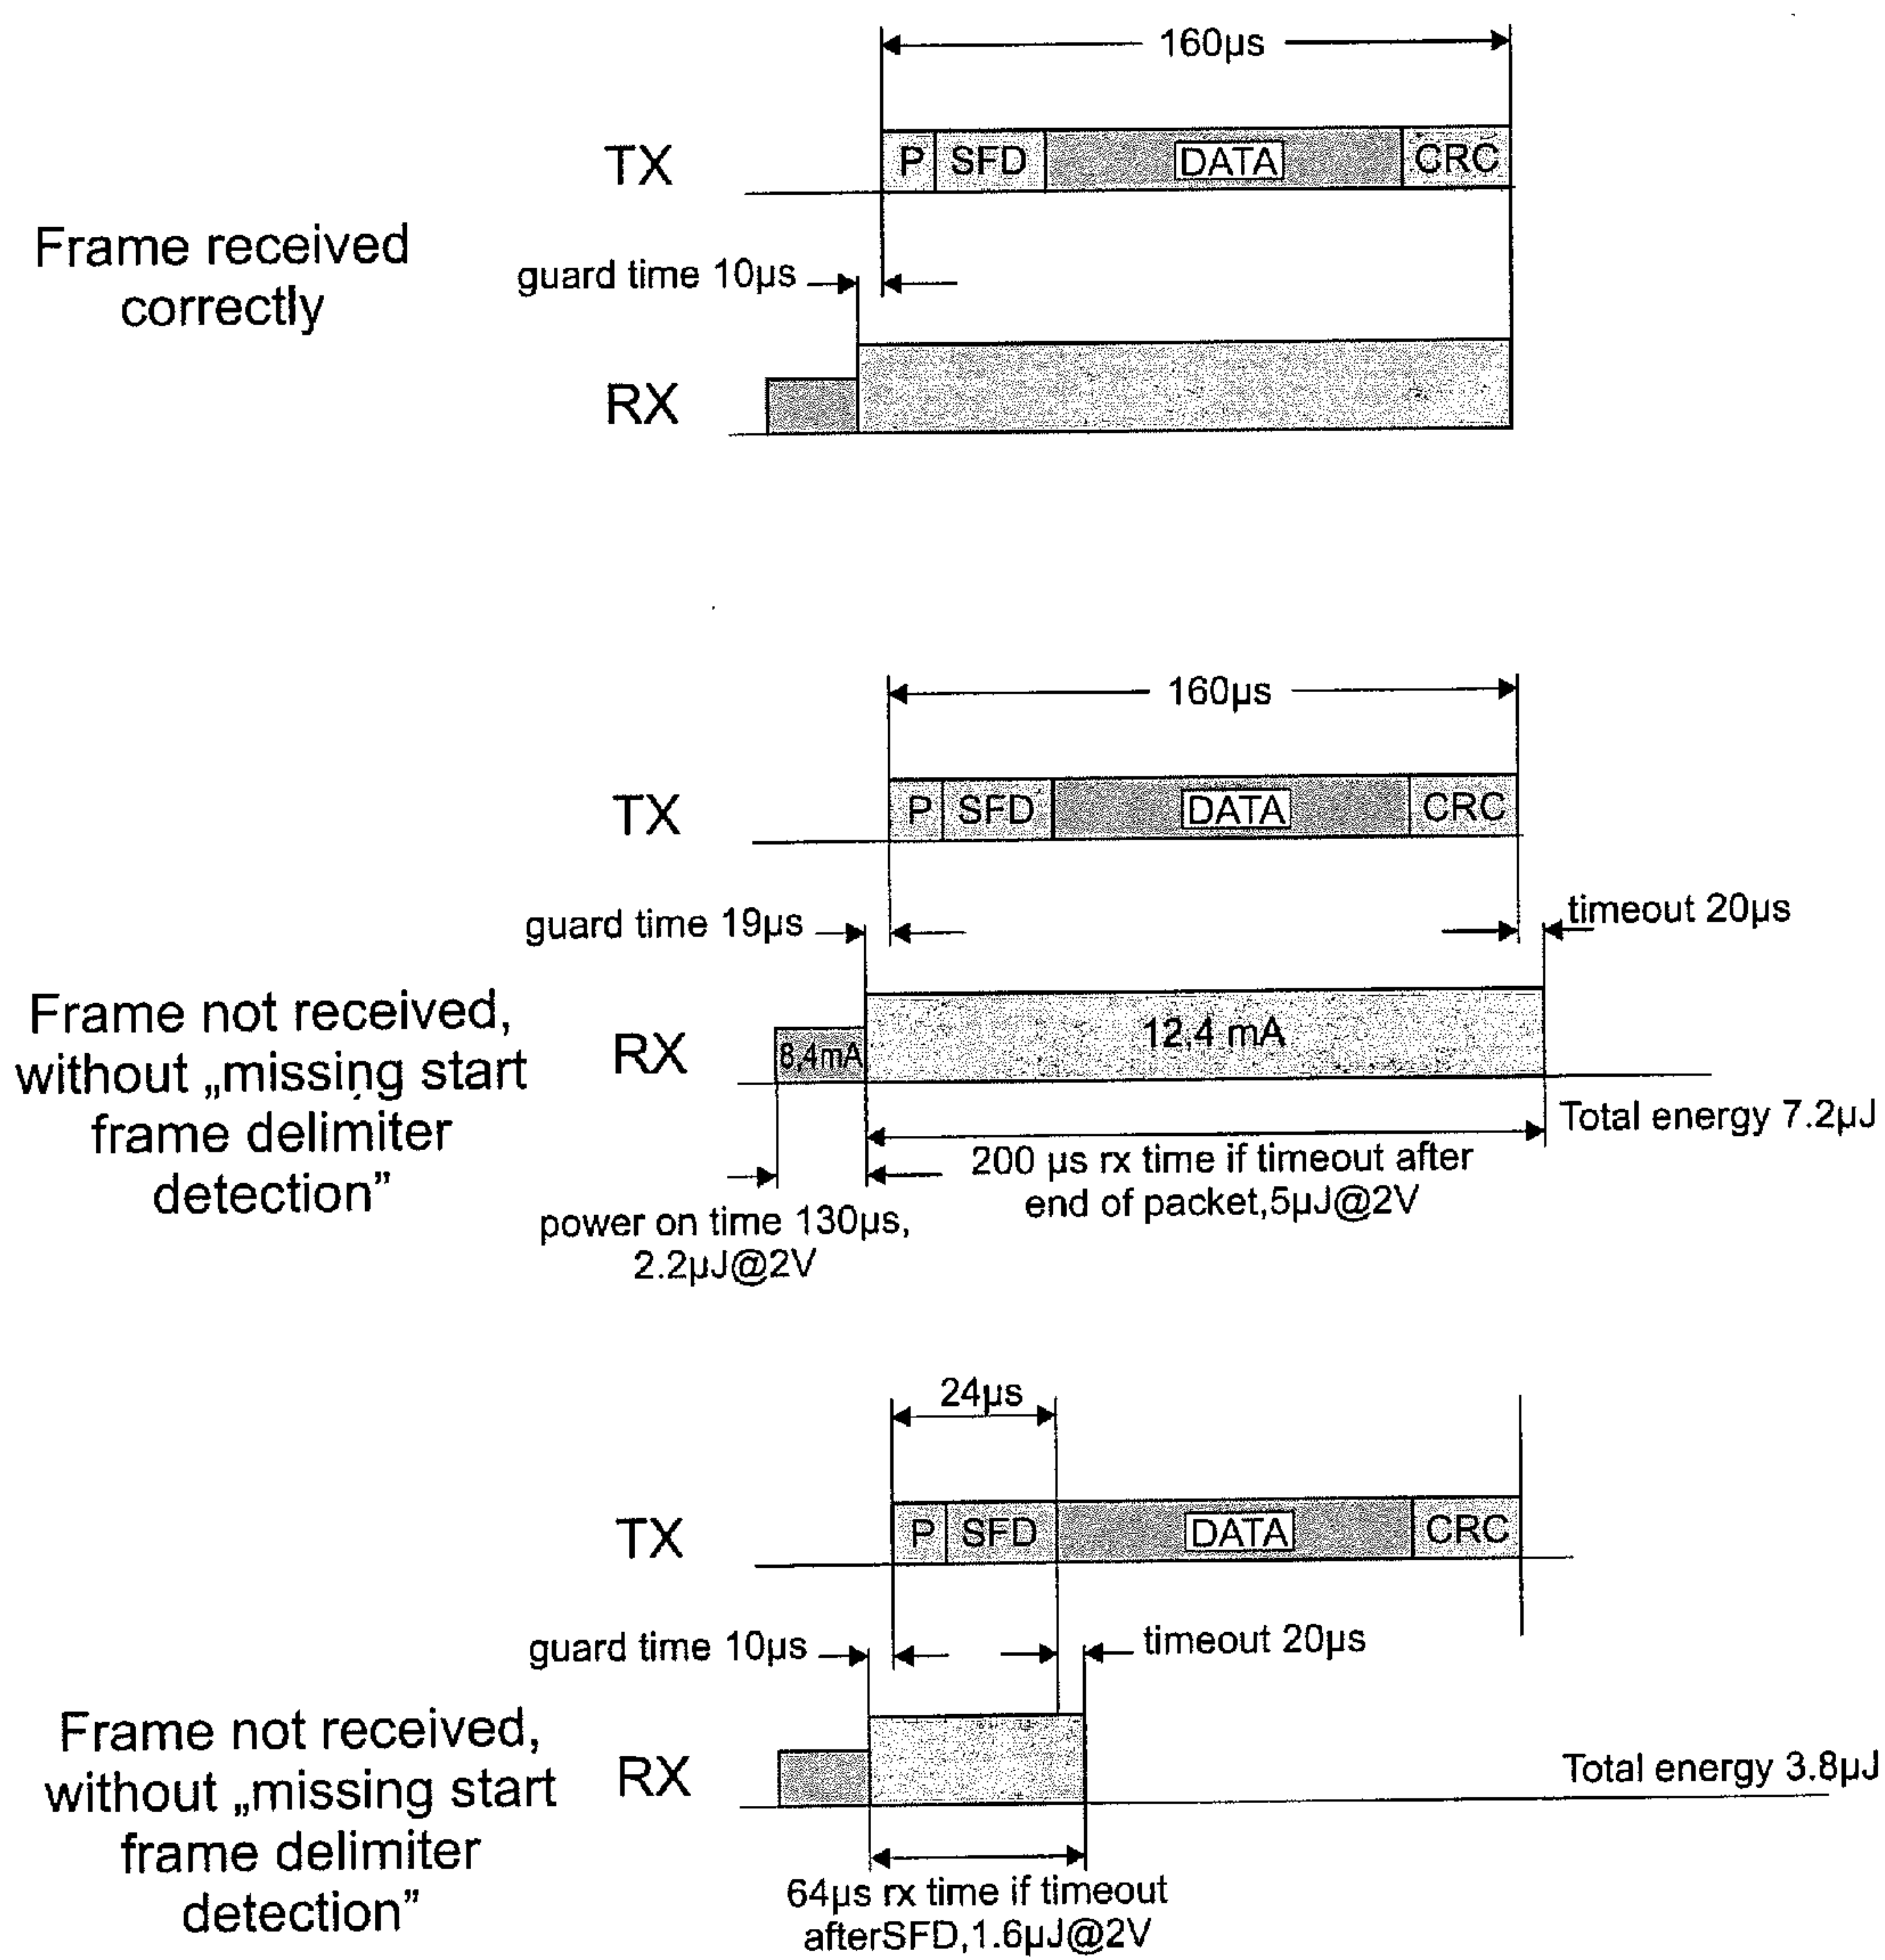 160µs
TX
P SFD DATA CRC
Frame received
correctly
guard time 10µs
RX
160µs
TX
P SFD DATA CRC
guard time 19µs
timeout 20µs
Frame not received,
without „missing start
frame delimiter
detection”
RX
8,4mA
12,4 mA
Total energy 7.2µJ
200 µs rx time if timeout after
end of packet,5µJ@2V
power on time 130µs,
2.2µJ@2V
24µs
TX
P SFD DATA CRC
guard time 10µs
timeout 20µs
Frame not received,
without „missing start
frame delimiter
detection”
RX
Total energy 3.8µJ
64µs rx time if timeout
afterSFD,1.6µJ@2V